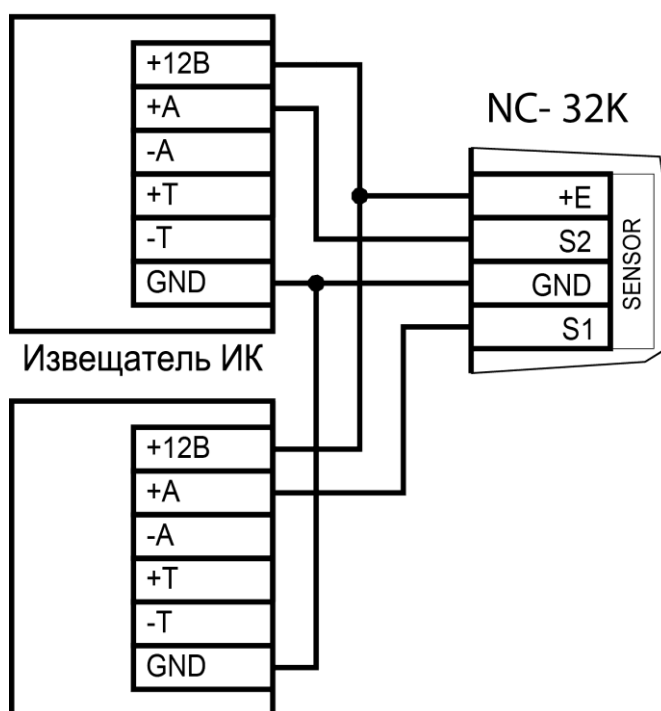 +12В
+А
-А
+Т
-Т
GND
Извещатель ИК
NC- 32K
+E
S2
GND
S1
SENSOR
+12В
+А
-А
+Т
-Т
GND